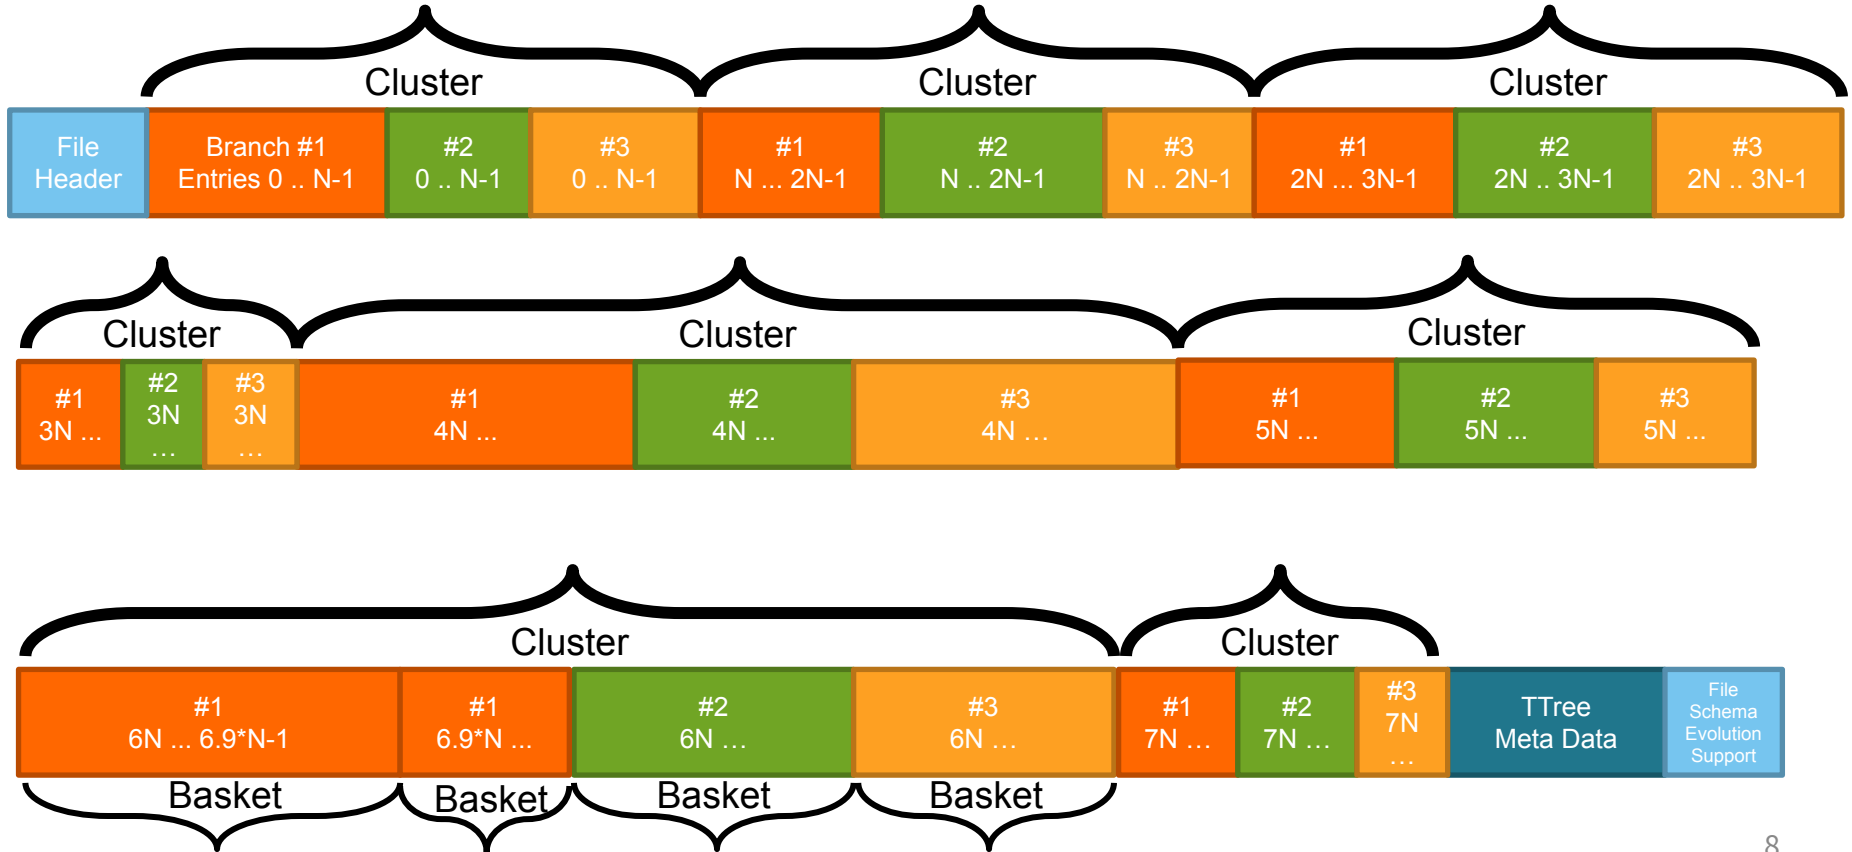 Cluster
Cluster
Cluster
File
Header
Branch #1
Entries 0 .. N-1
#2
0 .. N-1
#3
0 .. N-1
#1
N ... 2N-1
#2
N .. 2N-1
#3
N .. 2N-1
#1
2N ... 3N-1
#2
2N .. 3N-1
#3
2N .. 3N-1
Cluster
Cluster
Cluster
#1
3N ...
#2
3N
...
#3
3N
...
#1
4N ...
#2
4N ...
#3
4N ...
#1
5N ...
#2
5N ...
#3
5N ...
Cluster
Cluster
#1
6N ... 6.9*N-1
#1
6.9*N ...
#2
6N ...
#3
6N ...
#1
7N ...
#2
7N ...
#3
7N
...
TTree
Meta Data
File
Schema
Evolution
Support
Basket
Basket
Basket
Basket
8